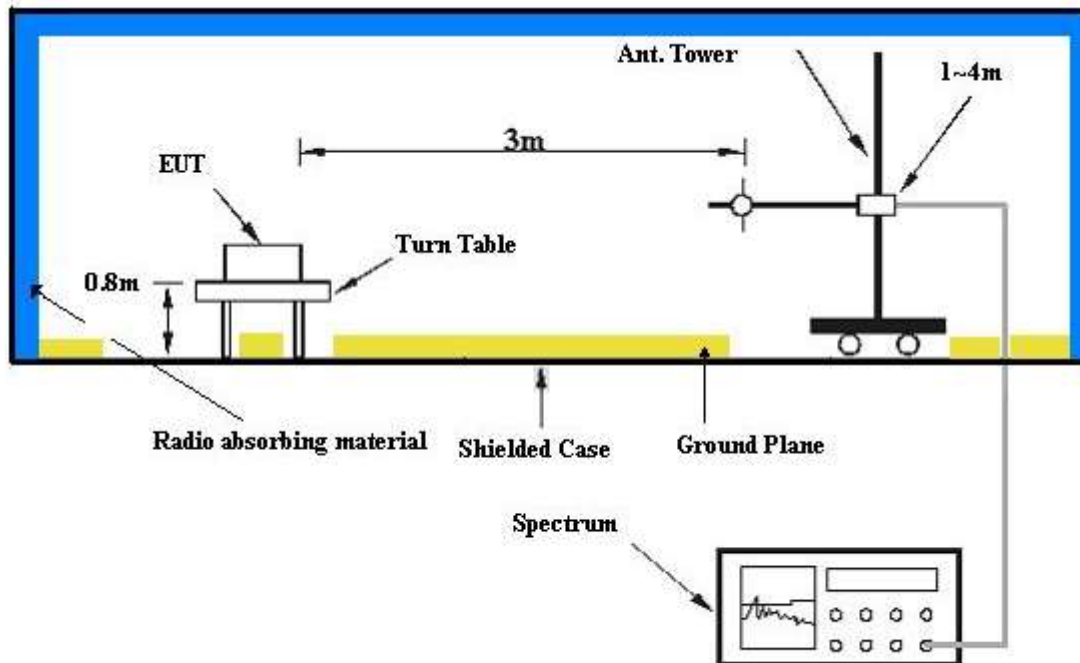 Ant. Tower
1~4m
3m
EUT
Turn Table
0.8m
Radio absorbing material
Shielded Case
Ground Plane
Spectrum